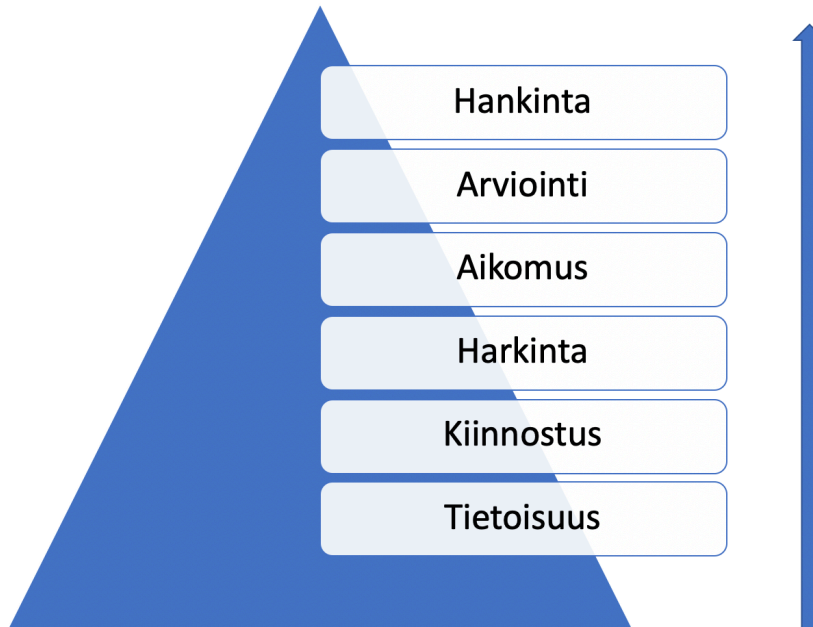 Hankinta
Arviointi
Aikomus
Harkinta
Kiinnostus
Tietoisuus